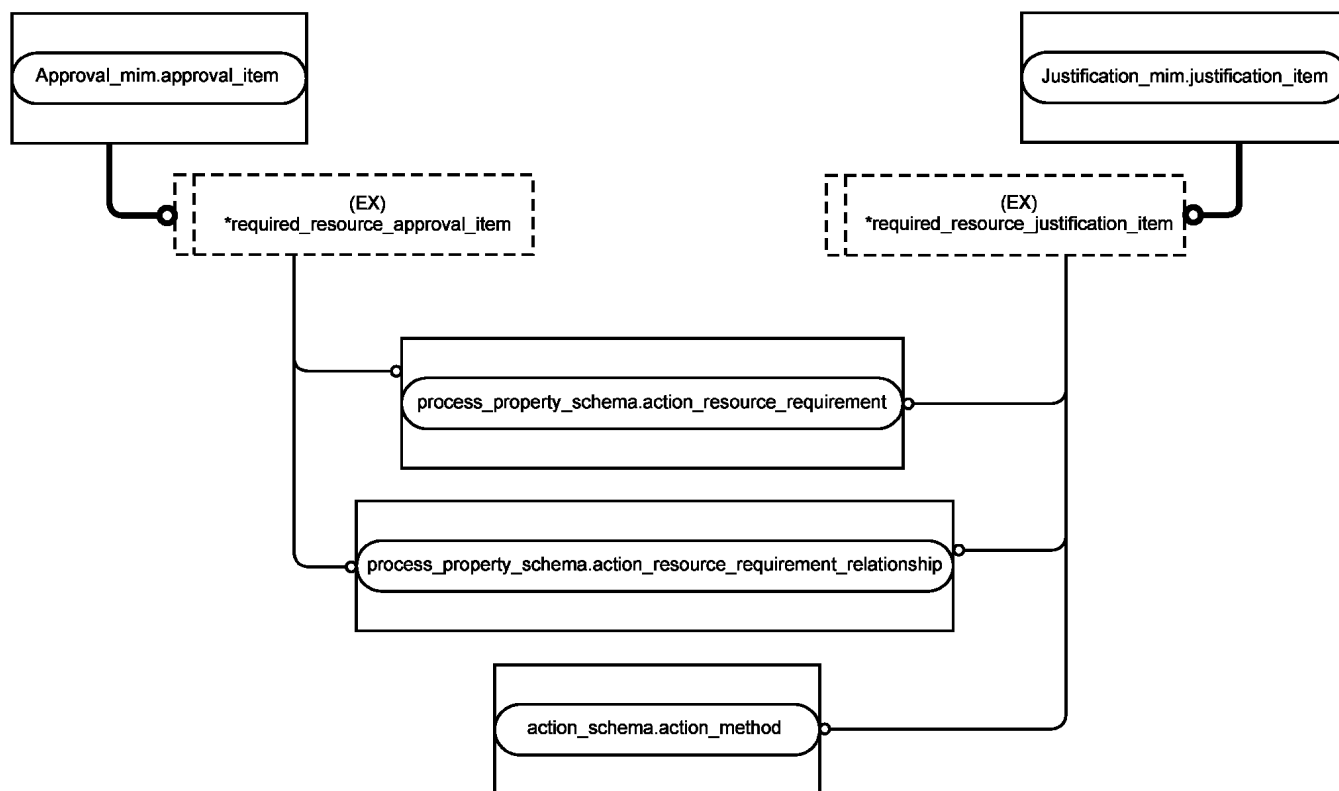 Approval_mim.approval_item
Justification_mim.justification_item
(EX)
*required_resource_approval_item
(EX)
*required_resource_justification_item
process_property_schema.action_resource_requirement
process_property_schema.action_resource_requirement_relationship
action_schema.action_method